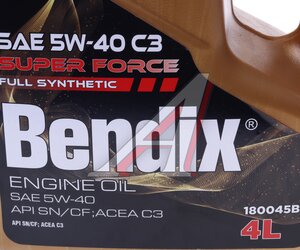 SAE 5W-40 C3
SUPER FORCE
FULL SYNTHETIC
Bendix®
ENGINE OIL
SAE 5W-40
API SN/CF;ACEA C3
API SN/CF; ACEA C3
180045B
4L